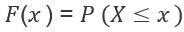 F(x) = P (X ≤ x)